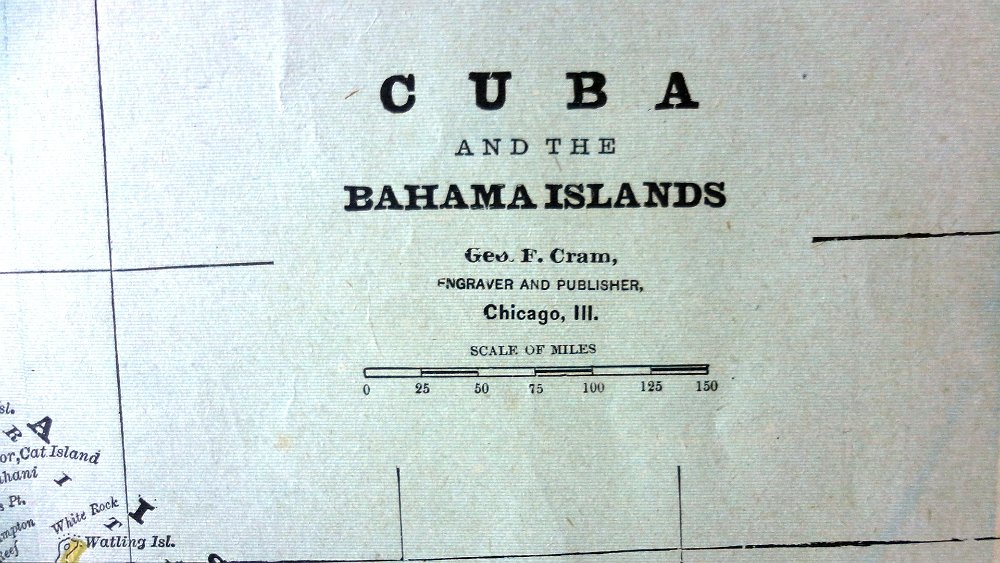 CUBA
AND THE
BAHAMA ISLANDS
Geo. F. Cram,
ENGRAVER AND PUBLISHER,
Chicago, Ill.
SCALE OF MILES
0 25 50 75 100 125 150
Cat Island
Pt.
White Rock
Watling Isl.